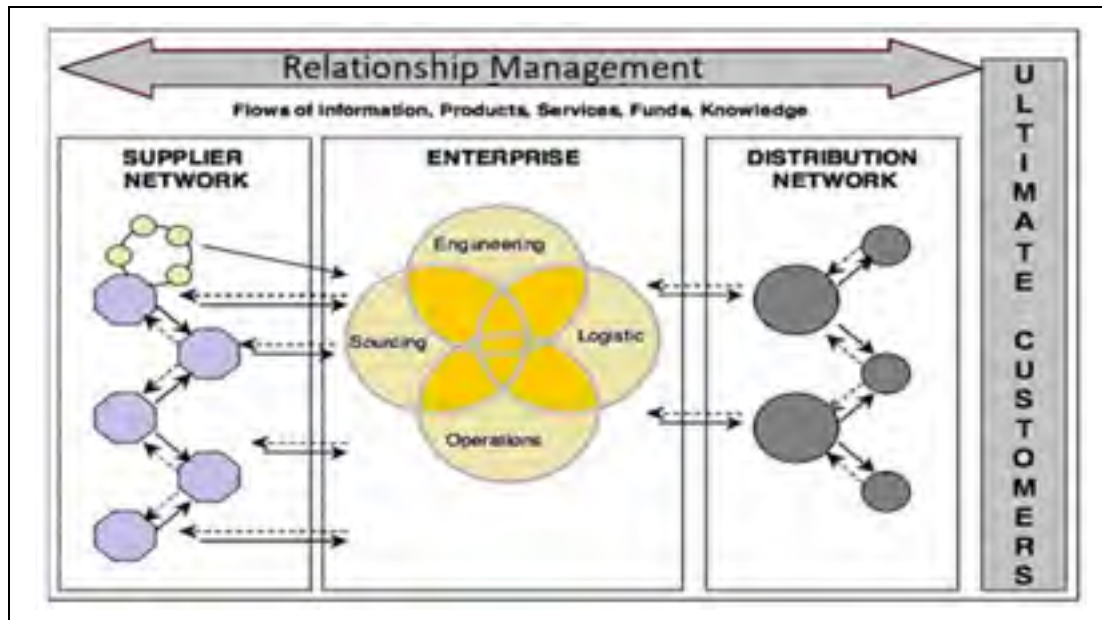 Relationship Management
Flows of Information, Products, Services, Funds, Knowledge
SUPPLIER
NETWORK
ENTERPRISE
DISTRIBUTION
NETWORK
Engineering
Sourcing
Logistic
Operations
ULTIMATE CUSTOMERS